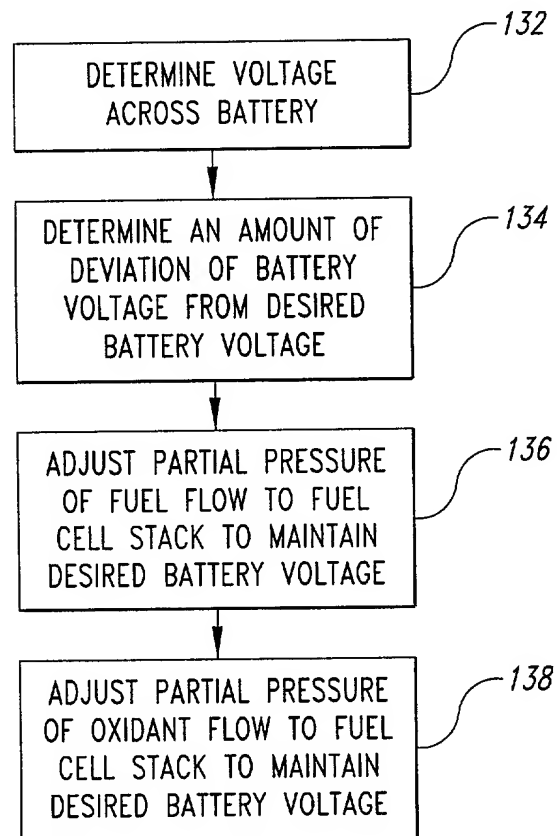 132
DETERMINE VOLTAGE
ACROSS BATTERY
134
DETERMINE AN AMOUNT OF
DEVIATION OF BATTERY
VOLTAGE FROM DESIRED
BATTERY VOLTAGE
136
ADJUST PARTIAL PRESSURE
OF FUEL FLOW TO FUEL
CELL STACK TO MAINTAIN
DESIRED BATTERY VOLTAGE
138
ADJUST PARTIAL PRESSURE
OF OXIDANT FLOW TO FUEL
CELL STACK TO MAINTAIN
DESIRED BATTERY VOLTAGE